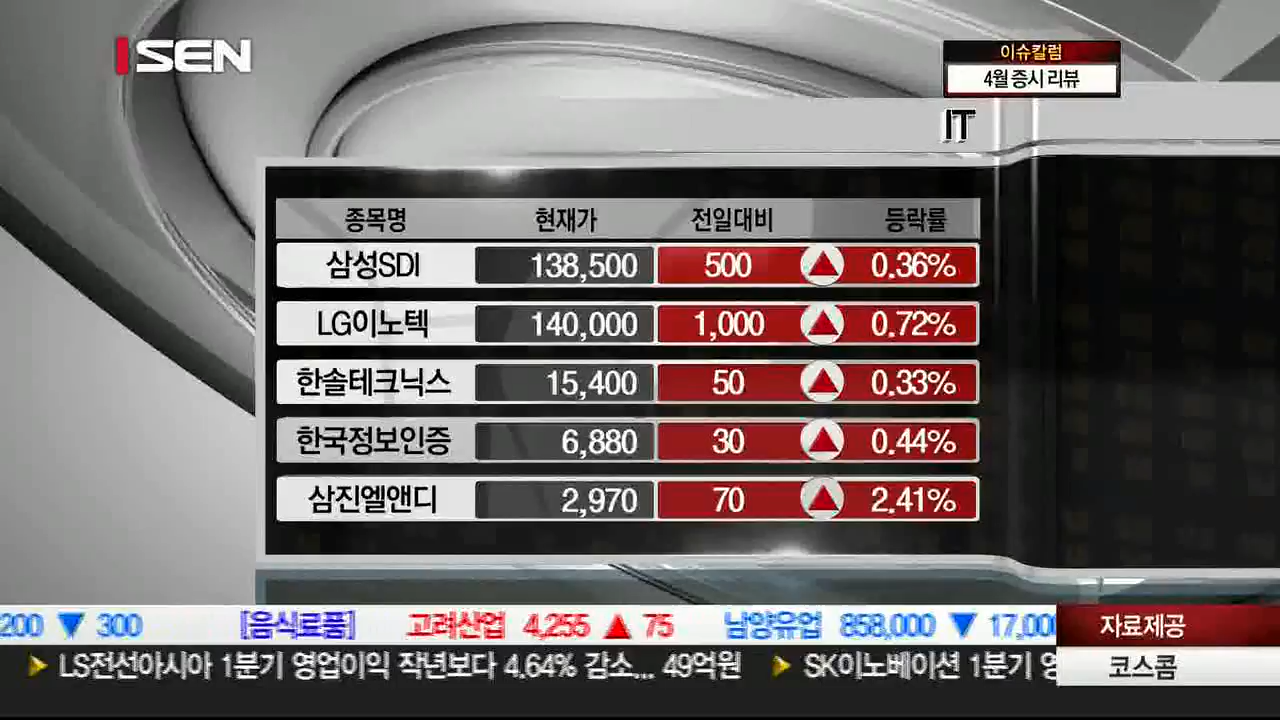 SEN
이슈칼럼
4월 증시 리뷰
IT
종목명 현재가 전일대비 등락률
삼성SDI 138,500 500 ▲ 0.36%
LG이노텍 140,000 1,000 ▲ 0.72%
한솔테크닉스 15,400 50 ▲ 0.33%
한국정보인증 6,880 30 ▲ 0.44%
삼진엘앤디 2,970 70 ▲ 2.41%
200 ▼ 300 [음식료품] 고려산업 4,255 ▲ 75 남양유업 858,000 ▼ 17,000
자료제공
LS전선아시아 1분기 영업이익 작년보다 4.64% 감소... 49억원 SK이노베이션 1분기 영
코스콤